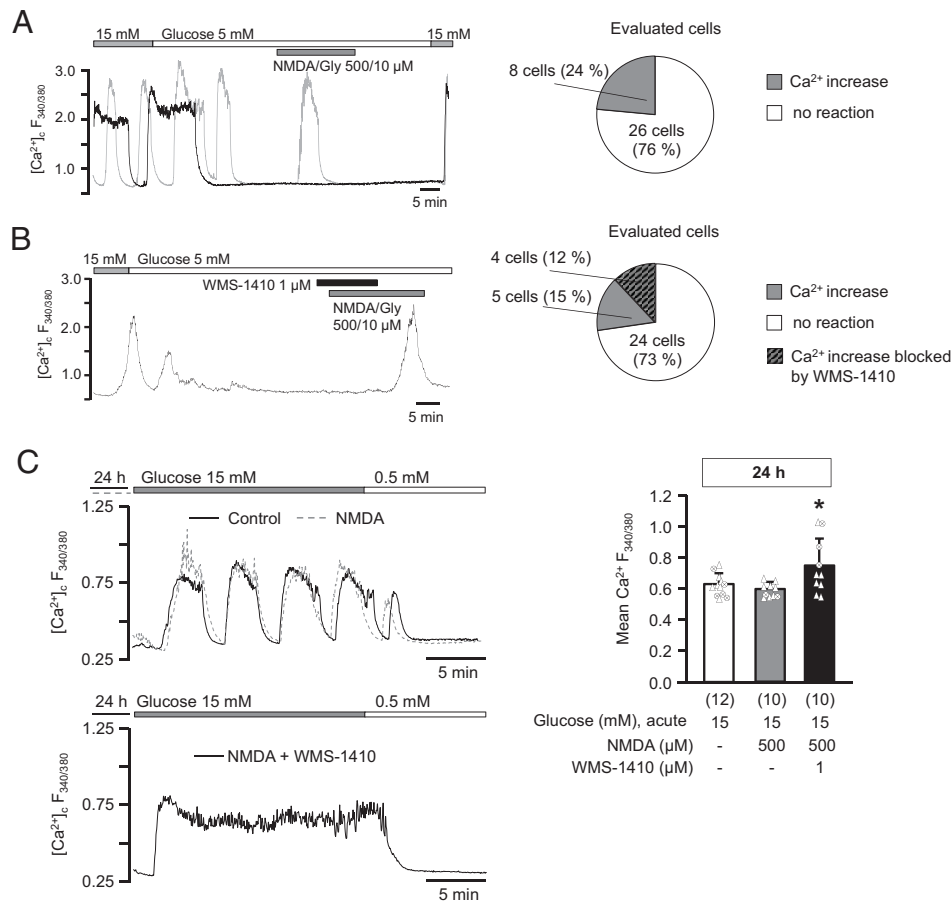 A
15 mM
Glucose 5 mM
15 mM
NMDA/Gly 500/10 µM
[Ca²⁺]c F340/380
3.0
2.0
1.0
5 min
Evaluated cells
8 cells (24 %)
26 cells
(76 %)
Ca²⁺ increase
no reaction
B
15 mM
Glucose 5 mM
WMS-1410 1 µM
NMDA/Gly
500/10 µM
[Ca²⁺]c F340/380
3.0
2.0
1.0
5 min
Evaluated cells
4 cells (12 %)
5 cells (15 %)
24 cells
(73 %)
Ca²⁺ increase
no reaction
Ca²⁺ increase blocked
by WMS-1410
C
24 h
Glucose 15 mM
0.5 mM
Control
NMDA
[Ca²⁺]c F340/380
1.25
0.75
0.25
5 min
24 h
Glucose 15 mM
0.5 mM
NMDA + WMS-1410
[Ca²⁺]c F340/380
1.25
0.75
0.25
5 min
24 h
Mean Ca²⁺ F340/380
1.2
1.0
0.8
0.6
0.4
0.2
0.0
*
(12) (10) (10)
Glucose (mM), acute 15 15 15
NMDA (µM) - 500 500
WMS-1410 (µM) - - 1